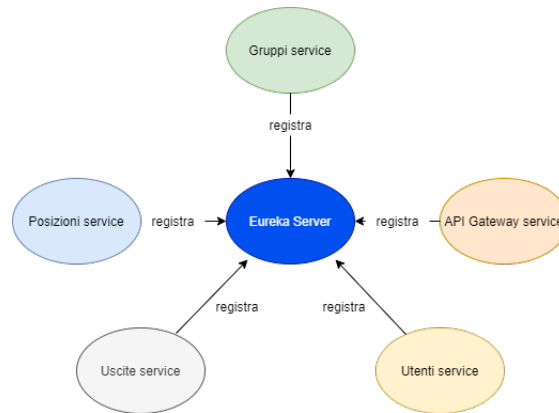 Gruppi service
registra
Posizioni service
registra
Eureka Server
registra
API Gateway service
registra
registra
Uscite service
Utenti service